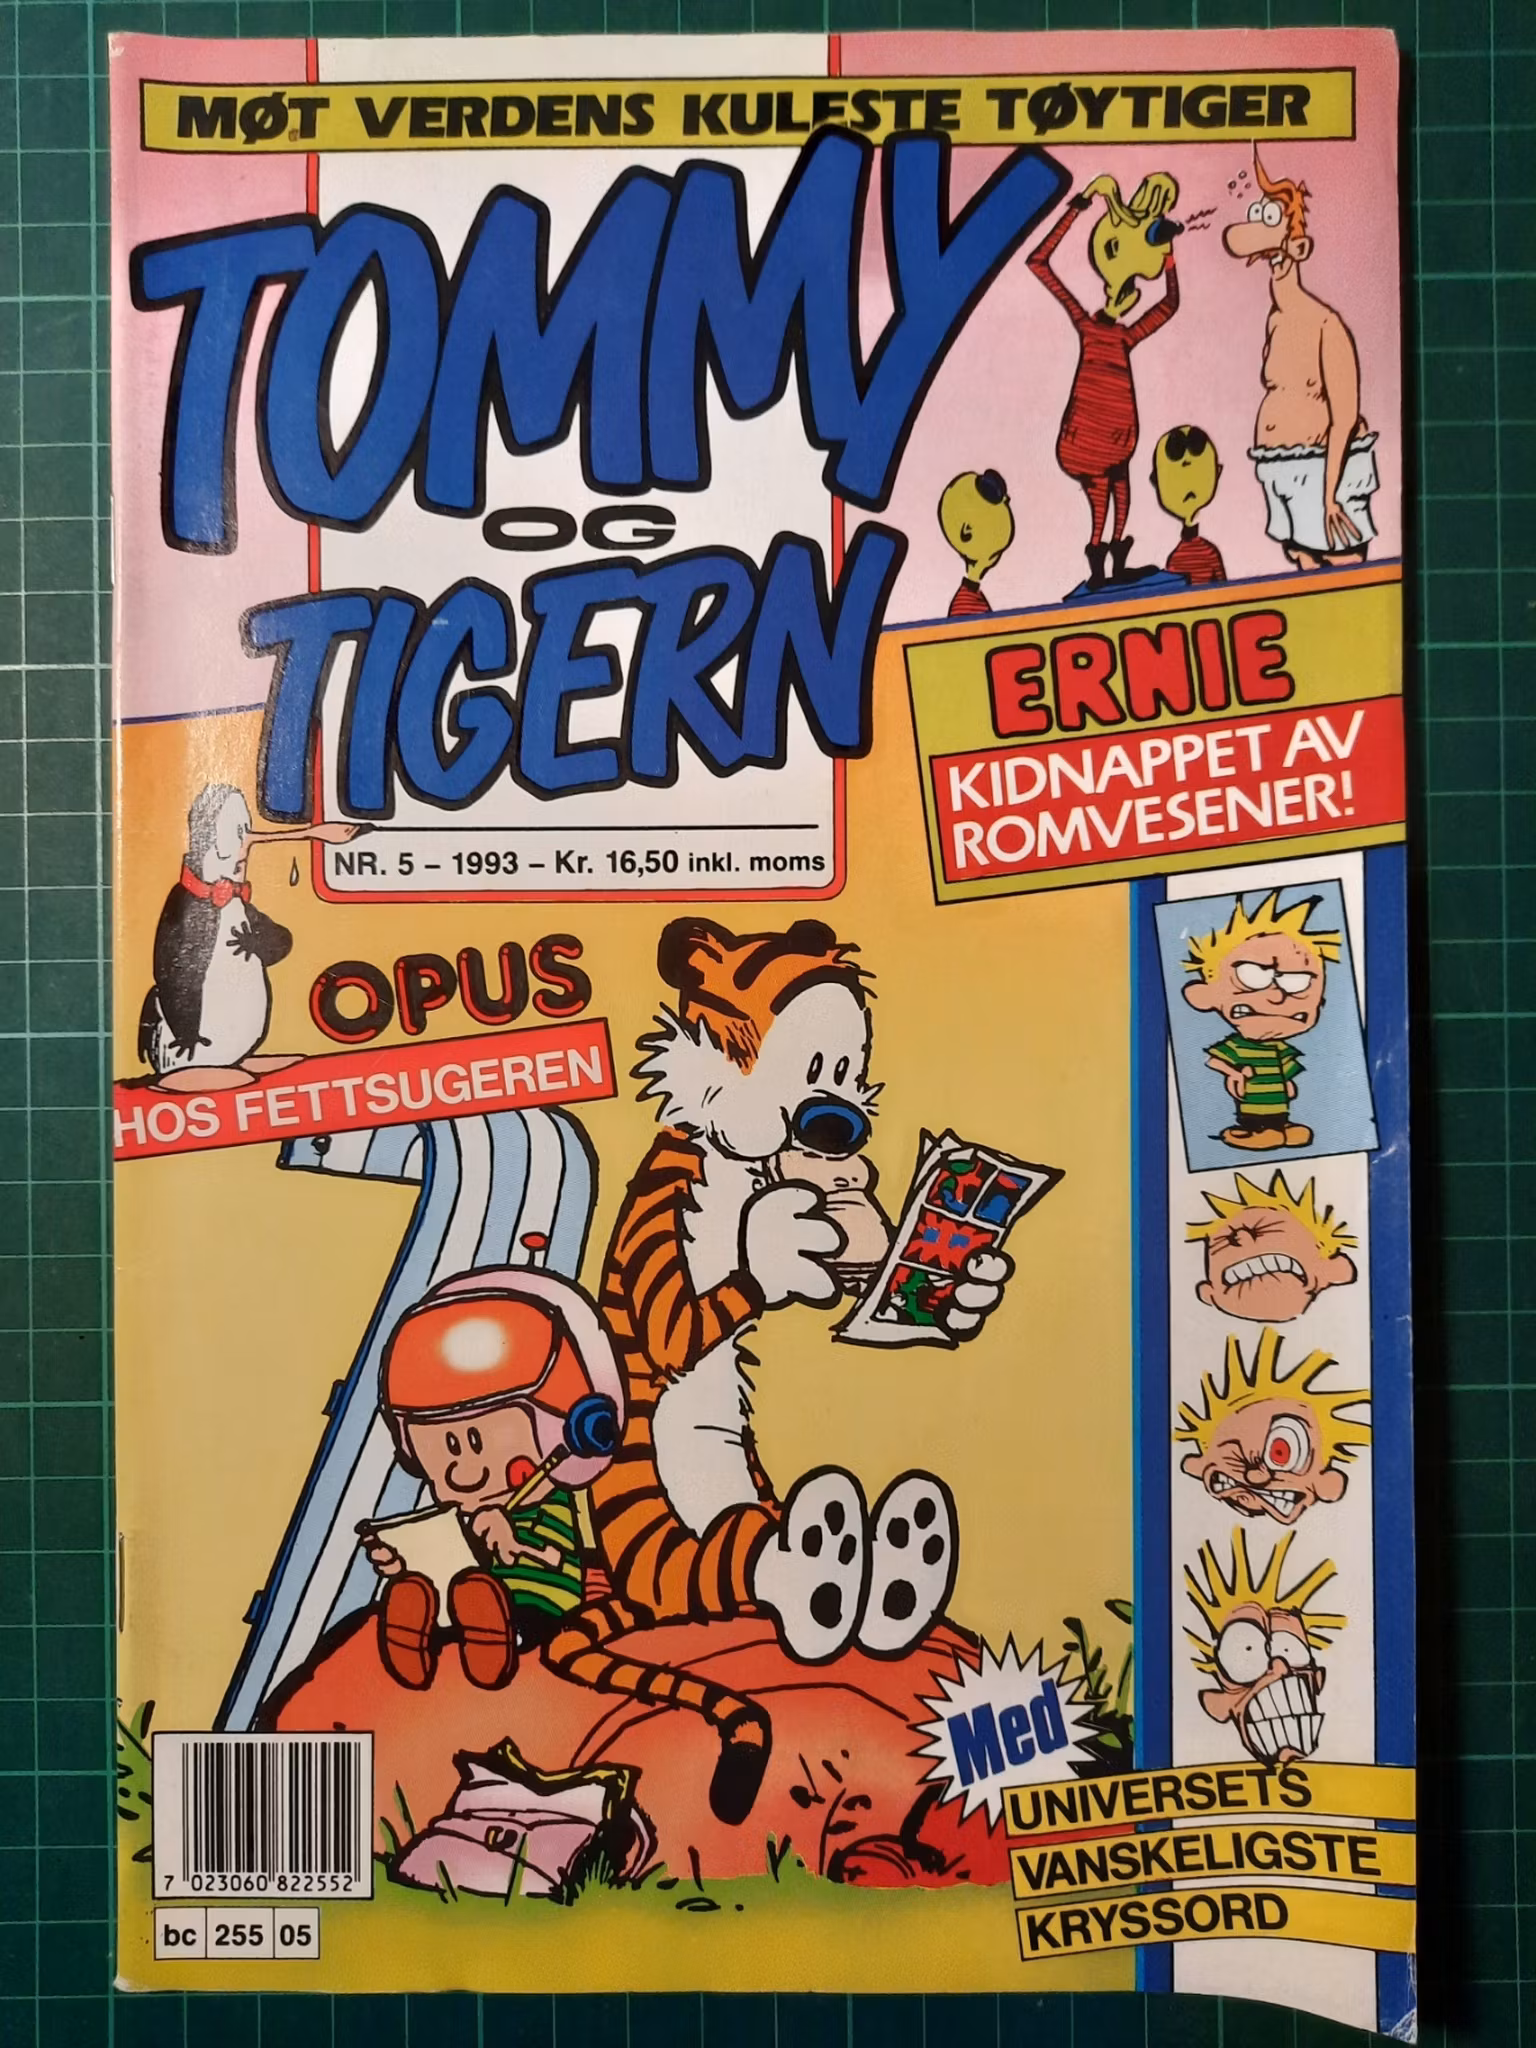 MØT VERDENS KULESTE TØYTIGER
TOMMY
OG
TIGERN
NR. 5 – 1993 – Kr. 16,50 inkl. moms
ERNIE
KIDNAPPET AV
ROMVESENER!
OPUS
HOS FETTSUGEREN
Med
UNIVERSETS
VANSKELIGSTE
KRYSSORD
7 023060 822552
bc 255 05